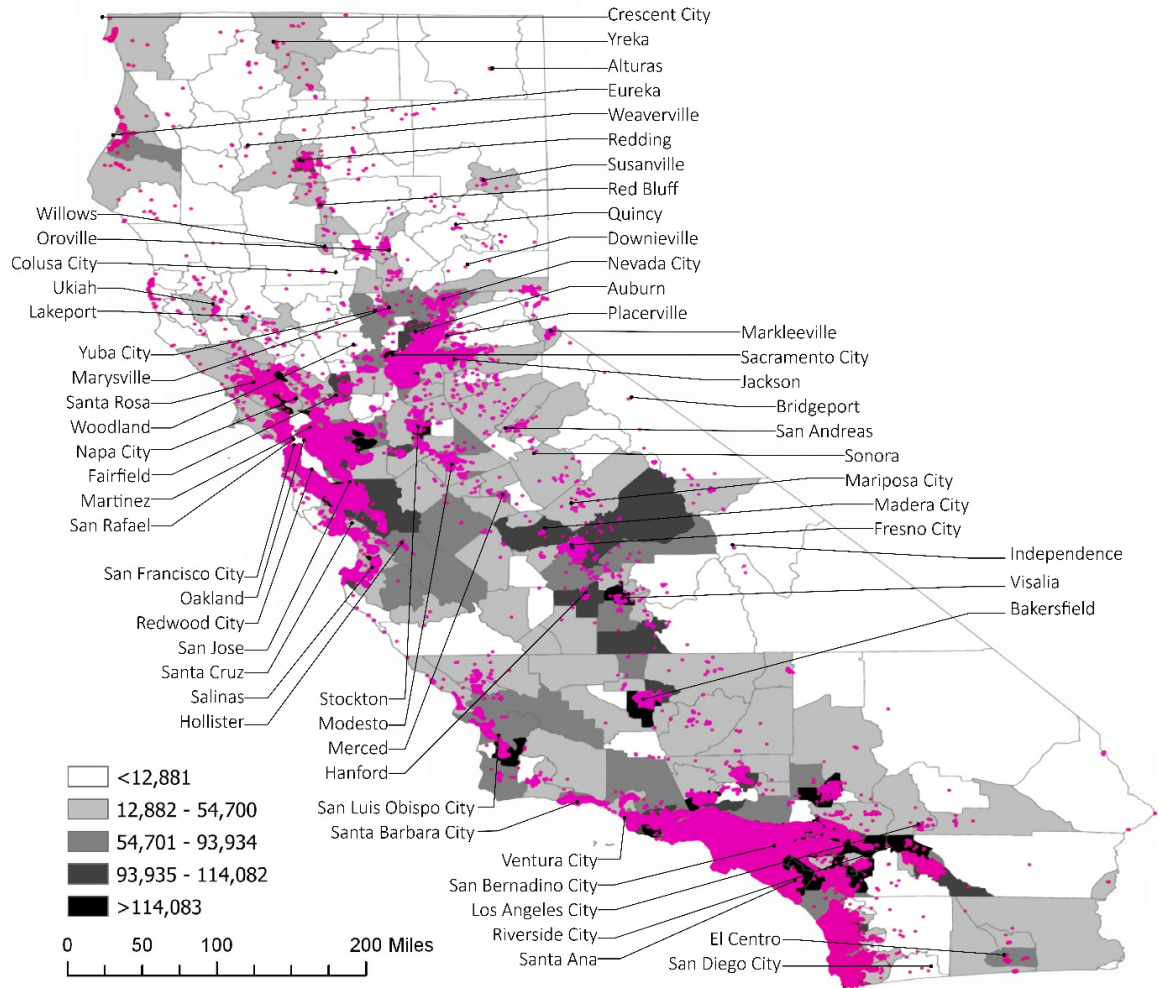 Crescent City
Yreka
Alturas
Eureka
Weaverville
Redding
Susanville
Red Bluff
Quincy
Downieville
Nevada City
Auburn
Placerville
Willows
Oroville
Colusa City
Ukiah
Lakeport
Markleeville
Sacramento City
Jackson
Bridgeport
San Andreas
Sonora
Mariposa City
Madera City
Fresno City
Yuba City
Marysville
Santa Rosa
Woodland
Napa City
Fairfield
Martinez
San Rafael
Independence
Visalia
Bakersfield
San Francisco City
Oakland
Redwood City
San Jose
Santa Cruz
Salinas
Hollister
Stockton
Modesto
Merced
Hanford
San Luis Obispo City
Santa Barbara City
Ventura City
San Bernadino City
Los Angeles City
Riverside City
Santa Ana
El Centro
San Diego City
<12,881
12,882 - 54,700
54,701 - 93,934
93,935 - 114,082
>114,083
0 50 100 200 Miles